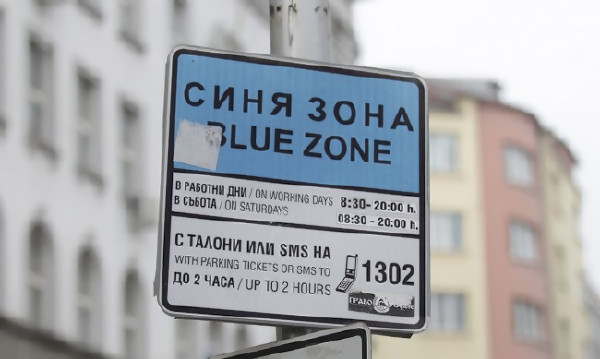 СИНЯ ЗОНА
BLUE ZONE
В РАБОТНИ ДНИ / ON WORKING DAYS 8:30- 20:00 h.
В СЪБОТА / ON SATURDAYS 08:30 - 20:00 h.
С ТАЛОНИ ИЛИ SMS НА
WITH PARKING TICKETS OR SMS TO 1302
ДО 2 ЧАСА / UP TO 2 HOURS